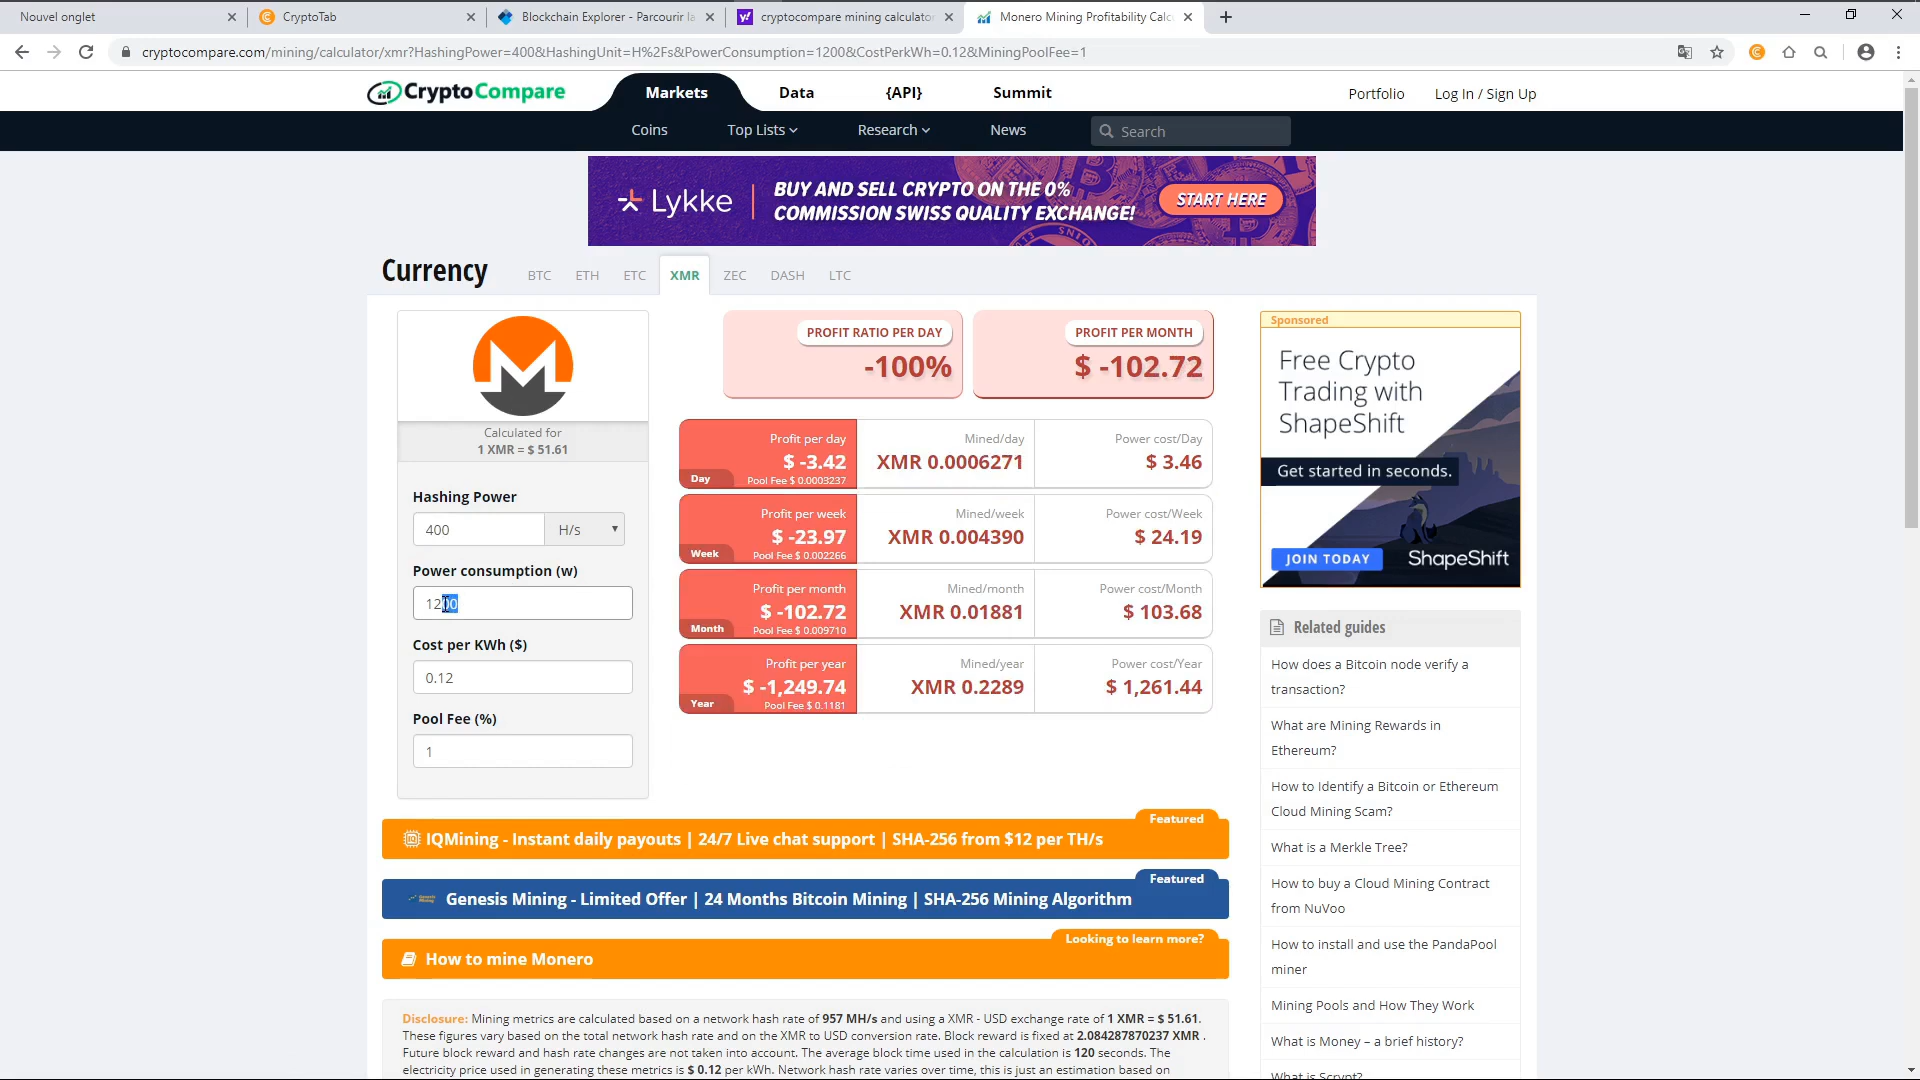 Nouvel onglet
CryptoTab
Blockchain Explorer - Parcourir la
cryptocompare mining calculator
Monero Mining Profitability Calc
cryptocompare.com/mining/calculator/xmr?HashingPower=400&HashingUnit=H%2Fs&PowerConsumption=1200&CostPerkWh=0.12&MiningPoolFee=1
CryptoCompare
Markets
Data
{API}
Summit
Portfolio
Log In / Sign Up
Coins
Top Lists
Research
News
Search
Lykke
BUY AND SELL CRYPTO ON THE 0%
COMMISSION SWISS QUALITY EXCHANGE!
START HERE
Currency
BTC
ETH
ETC
XMR
ZEC
DASH
LTC
Calculated for
1 XMR = $ 51.61
Hashing Power
400
H/s
Power consumption (w)
1200
Cost per KWh ($)
0.12
Pool Fee (%)
1
PROFIT RATIO PER DAY
-100%
PROFIT PER MONTH
$ -102.72
Profit per day
$ -3.42
Day
Pool Fee $ 0.0003237
Mined/day
XMR 0.0006271
Power cost/Day
$ 3.46
Profit per week
$ -23.97
Week
Pool Fee $ 0.002266
Mined/week
XMR 0.004390
Power cost/Week
$ 24.19
Profit per month
$ -102.72
Month
Pool Fee $ 0.009710
Mined/month
XMR 0.01881
Power cost/Month
$ 103.68
Profit per year
$ -1,249.74
Year
Pool Fee $ 0.1181
Mined/year
XMR 0.2289
Power cost/Year
$ 1,261.44
Featured
IQMining - Instant daily payouts | 24/7 Live chat support | SHA-256 from $12 per TH/s
Featured
Genesis Mining - Limited Offer | 24 Months Bitcoin Mining | SHA-256 Mining Algorithm
Looking to learn more?
How to mine Monero
Disclosure: Mining metrics are calculated based on a network hash rate of 957 MH/s and using a XMR - USD exchange rate of 1 XMR = $ 51.61.
These figures vary based on the total network hash rate and on the XMR to USD conversion rate. Block reward is fixed at 2.084287870237 XMR .
Future block reward and hash rate changes are not taken into account. The average block time used in the calculation is 120 seconds. The
electricity price used in generating these metrics is $ 0.12 per kWh. Network hash rate varies over time, this is just an estimation based on
Sponsored
Free Crypto
Trading with
ShapeShift
Get started in seconds.
JOIN TODAY
ShapeShift
Related guides
How does a Bitcoin node verify a
transaction?
What are Mining Rewards in
Ethereum?
How to Identify a Bitcoin or Ethereum
Cloud Mining Scam?
What is a Merkle Tree?
How to buy a Cloud Mining Contract
from NuVoo
How to install and use the PandaPool
miner
Mining Pools and How They Work
What is Money – a brief history?
What is Scrypt?